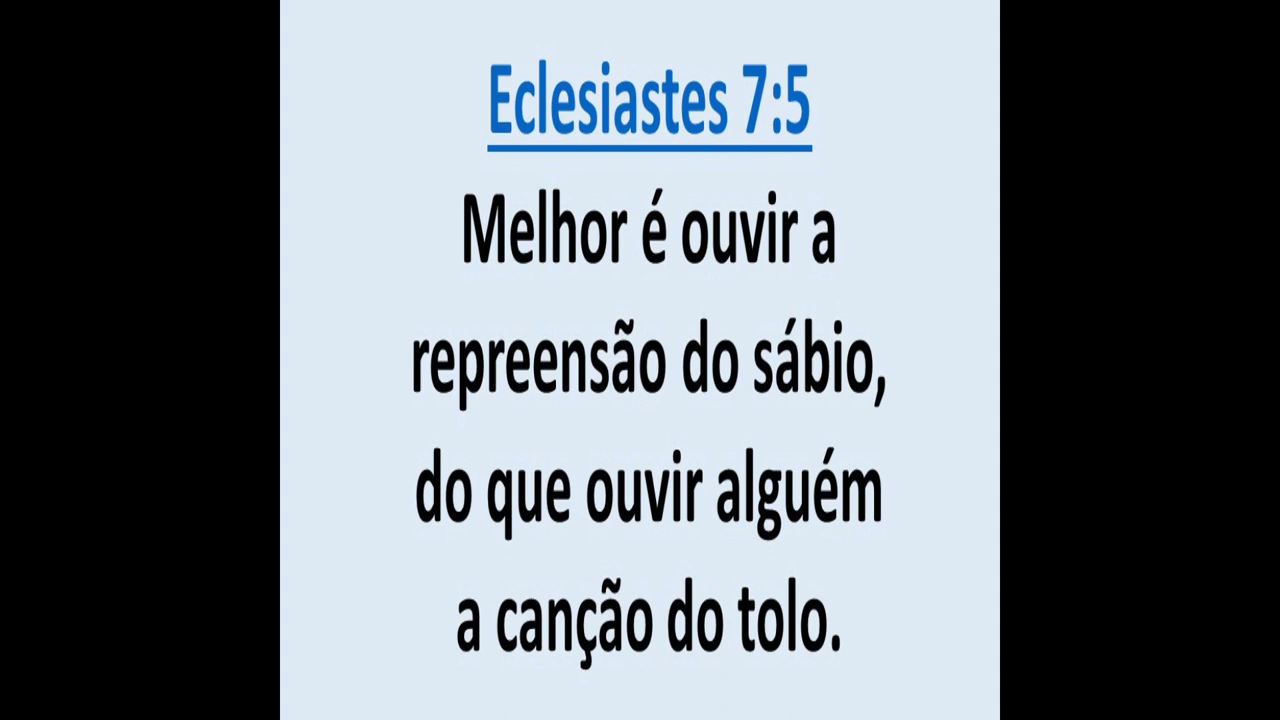 Eclesiastes 7:5
Melhor é ouvir a
repreensão do sábio,
do que ouvir alguém
a canção do tolo.